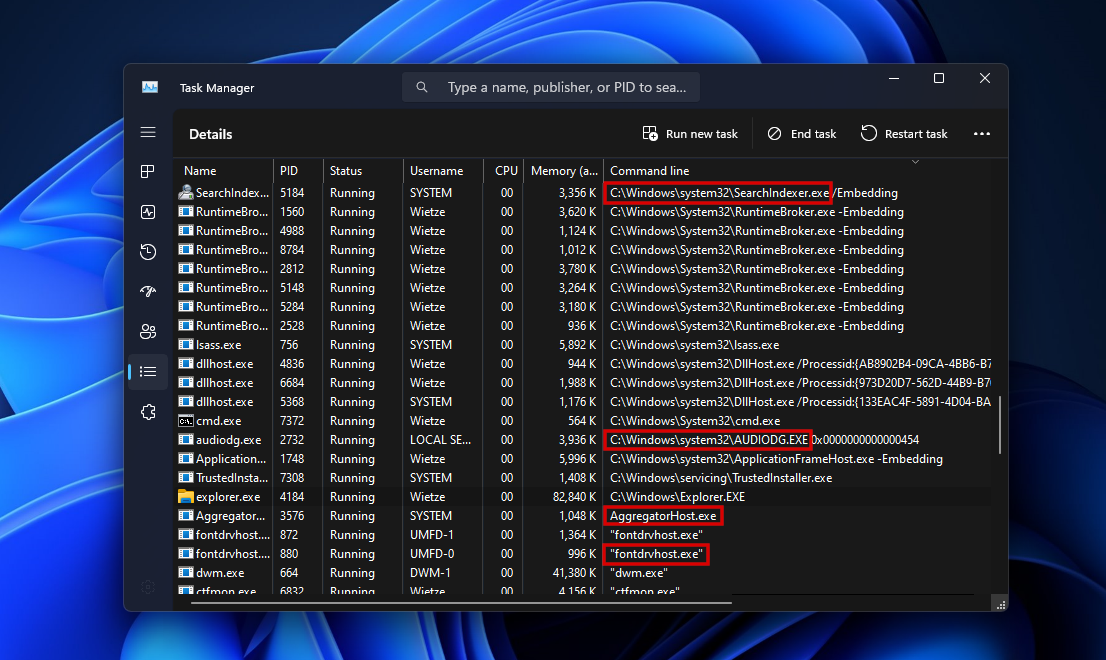 Task Manager
Type a name, publisher, or PID to sea...
Details
Run new task
End task
Restart task
Name PID Status Username CPU Memory (a... Command line
SearchIndex... 5184 Running SYSTEM 00 3,356 K C:\Windows\system32\SearchIndexer.exe /Embedding
RuntimeBro... 1560 Running Wietze 00 3,620 K C:\Windows\System32\RuntimeBroker.exe -Embedding
RuntimeBro... 4988 Running Wietze 00 1,124 K C:\Windows\System32\RuntimeBroker.exe -Embedding
RuntimeBro... 8784 Running Wietze 00 1,012 K C:\Windows\System32\RuntimeBroker.exe -Embedding
RuntimeBro... 2812 Running Wietze 00 3,780 K C:\Windows\System32\RuntimeBroker.exe -Embedding
RuntimeBro... 5148 Running Wietze 00 3,264 K C:\Windows\System32\RuntimeBroker.exe -Embedding
RuntimeBro... 5284 Running Wietze 00 3,180 K C:\Windows\System32\RuntimeBroker.exe -Embedding
RuntimeBro... 2528 Running Wietze 00 936 K C:\Windows\System32\RuntimeBroker.exe -Embedding
lsass.exe 756 Running SYSTEM 00 5,892 K C:\Windows\system32\lsass.exe
dllhost.exe 4836 Running Wietze 00 944 K C:\Windows\system32\DllHost.exe /Processid:{AB8902B4-09CA-4BB6-B7
dllhost.exe 6684 Running Wietze 00 1,988 K C:\Windows\system32\DllHost.exe /Processid:{973D20D7-562D-44B9-B7
dllhost.exe 5368 Running Wietze 00 1,176 K C:\Windows\system32\DllHost.exe /Processid:{133EAC4F-5891-4D04-BA
cmd.exe 7372 Running Wietze 00 564 K C:\Windows\System32\cmd.exe
audiodg.exe 2732 Running LOCAL SE... 00 3,936 K C:\Windows\system32\AUDIODG.EXE 0x0000000000000454
Application... 1748 Running Wietze 00 5,996 K C:\Windows\system32\ApplicationFrameHost.exe -Embedding
TrustedInsta... 7308 Running SYSTEM 00 1,408 K C:\Windows\servicing\TrustedInstaller.exe
explorer.exe 4184 Running Wietze 00 82,840 K C:\Windows\Explorer.EXE
Aggregator... 3576 Running SYSTEM 00 1,048 K AggregatorHost.exe
fontdrvhost.... 872 Running UMFD-1 00 1,364 K "fontdrvhost.exe"
fontdrvhost.... 880 Running UMFD-0 00 996 K "fontdrvhost.exe"
dwm.exe 664 Running DWM-1 00 41,380 K "dwm.exe"
ctfmon.exe 6832 Running Wietze 00 4,156 K "ctfmon.exe"